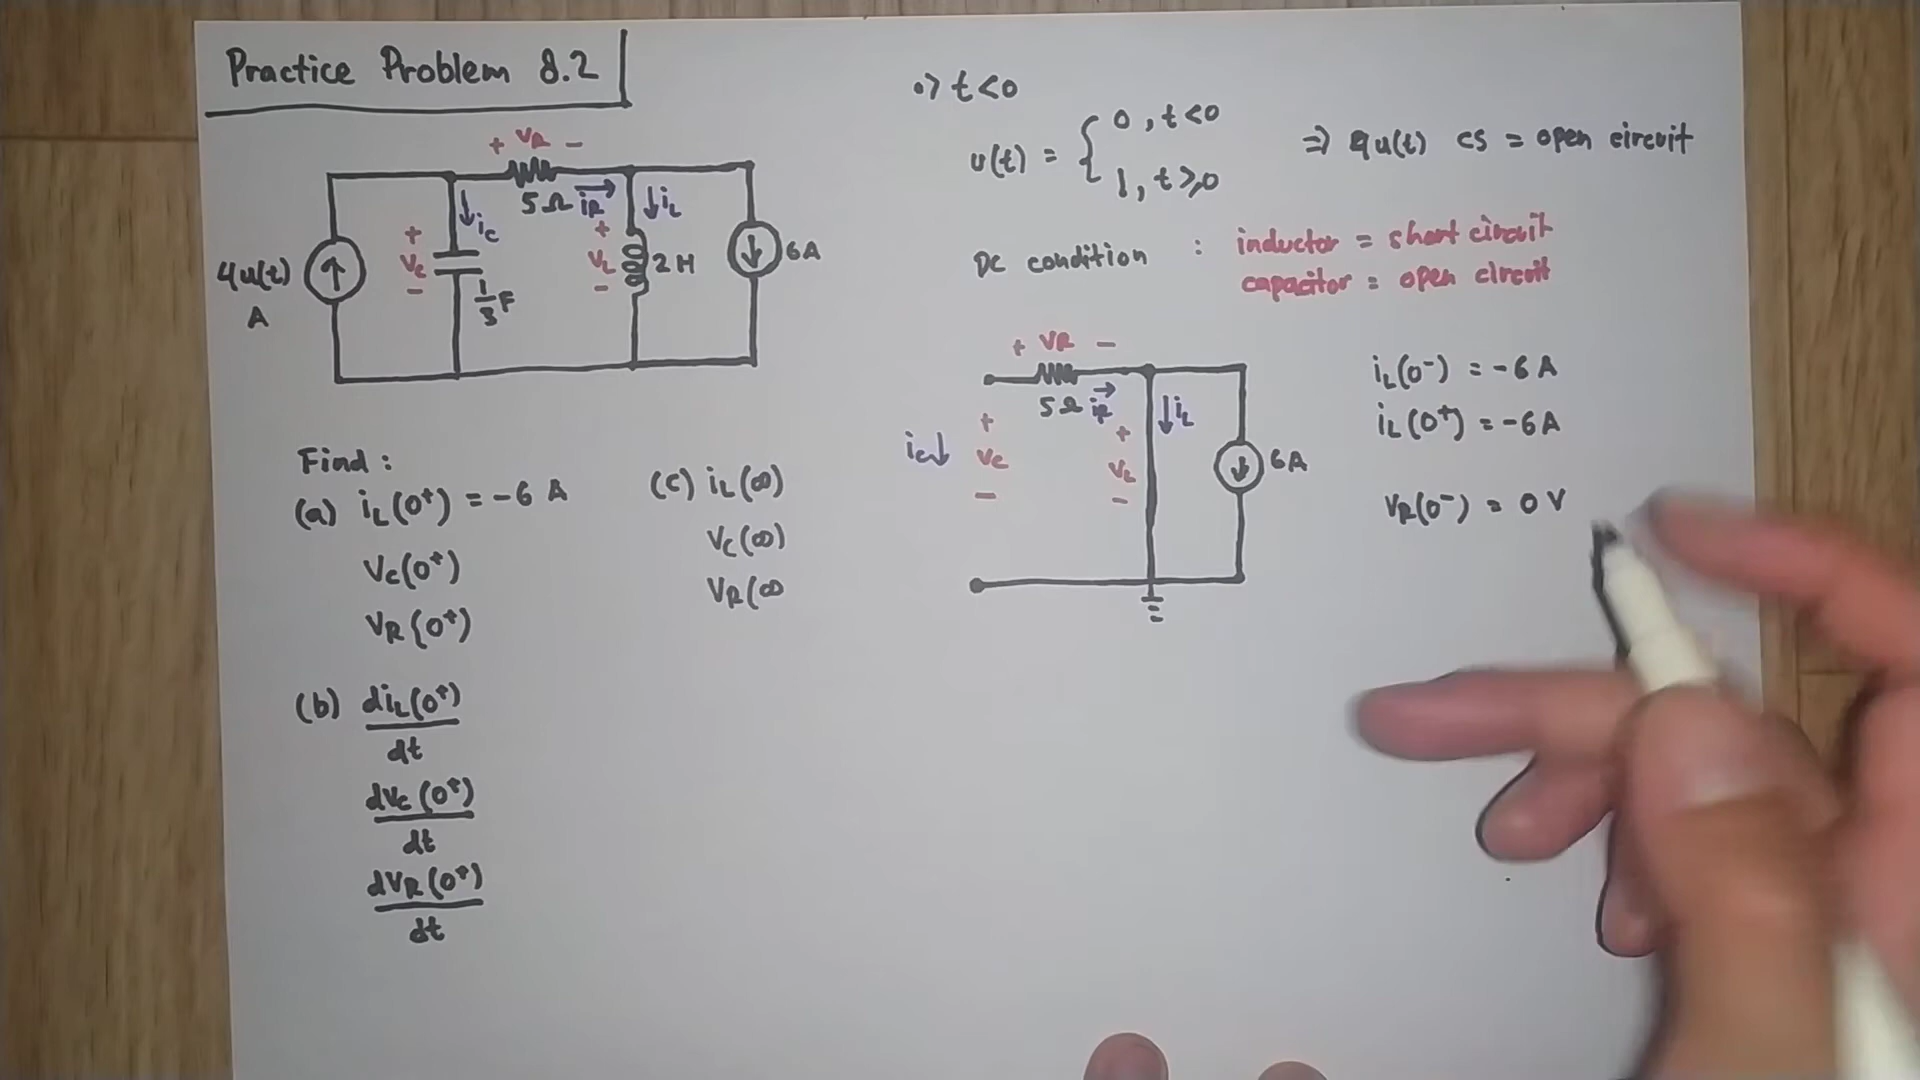 Practice Problem 8.2
+ VR -
5Ω iR
iL
iC
+
VC
-
+
VL
-
4u(t)
A
1/3 F
2 H
6A
Find :
(a) iL(0⁺) = -6 A
VC(0⁺)
VR(0⁺)
(b) diL(0⁺)
dt
dVC(0⁺)
dt
dVR(0⁺)
dt
(c) iL(∞)
VC(∞)
VR(∞
•> t<0
u(t) = { 0 , t<0
1 , t≥0
⇒ 4u(t) CS = open circuit
DC condition : inductor = short circuit
capacitor = open circuit
+ VR -
5Ω iR
iL
iC↓
+
VC
-
+
VL
-
6A
iL(0⁻) = -6 A
iL(0⁺) = -6A
VR(0⁻) = 0 V